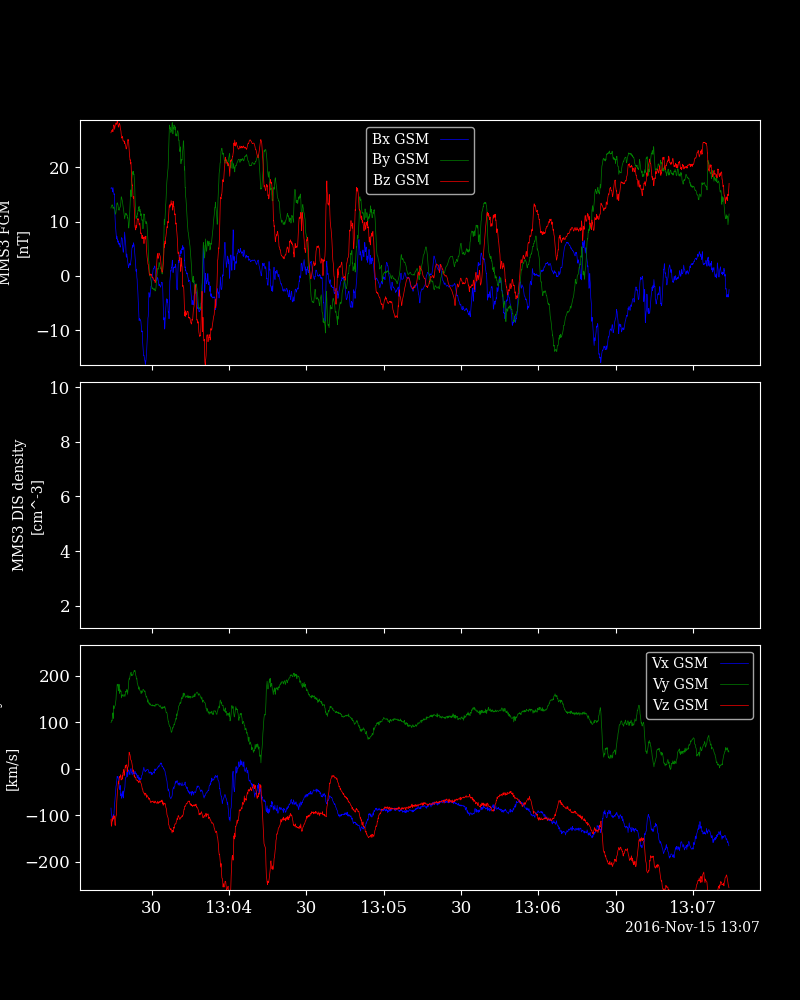 Bx GSM
By GSM
Bz GSM
20
10
0
−10
MMS3 FGM
[nT]
10
8
6
4
2
MMS3 DIS density
[cm^-3]
Vx GSM
Vy GSM
Vz GSM
200
100
0
−100
−200
[km/s]
30 13:04 30 13:05 30 13:06 30 13:07
2016-Nov-15 13:07